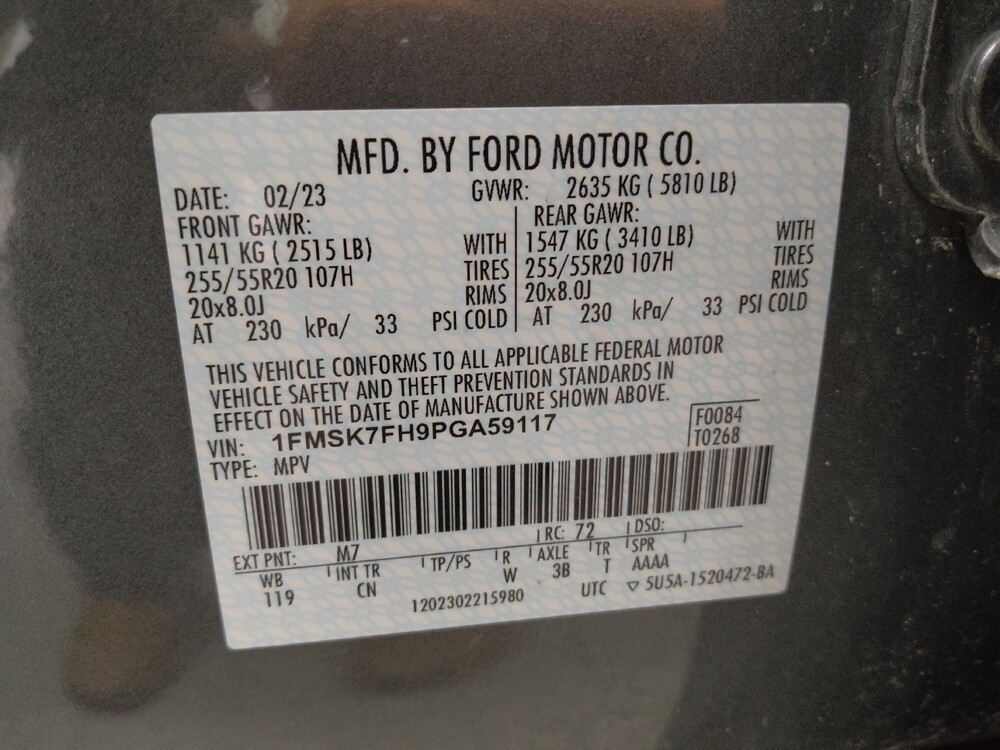 MFD. BY FORD MOTOR CO.
DATE: 02/23 GVWR: 2635 KG ( 5810 LB)
FRONT GAWR: REAR GAWR:
1141 KG ( 2515 LB) WITH 1547 KG ( 3410 LB) WITH
255/55R20 107H TIRES 255/55R20 107H TIRES
20x8.0J RIMS 20x8.0J RIMS
AT 230 kPa/ 33 PSI COLD AT 230 kPa/ 33 PSI COLD
THIS VEHICLE CONFORMS TO ALL APPLICABLE FEDERAL MOTOR
VEHICLE SAFETY AND THEFT PREVENTION STANDARDS IN
EFFECT ON THE DATE OF MANUFACTURE SHOWN ABOVE.
VIN: 1FMSK7FH9PGA59117 F0084
TYPE: MPV T0268
EXT PNT: M7 RC: 72 DSO:
WB INT TR TP/PS R AXLE TR SPR
119 CN W 3B T AAAA
1202302215980 UTC ▽ 5U5A-1520472-BA